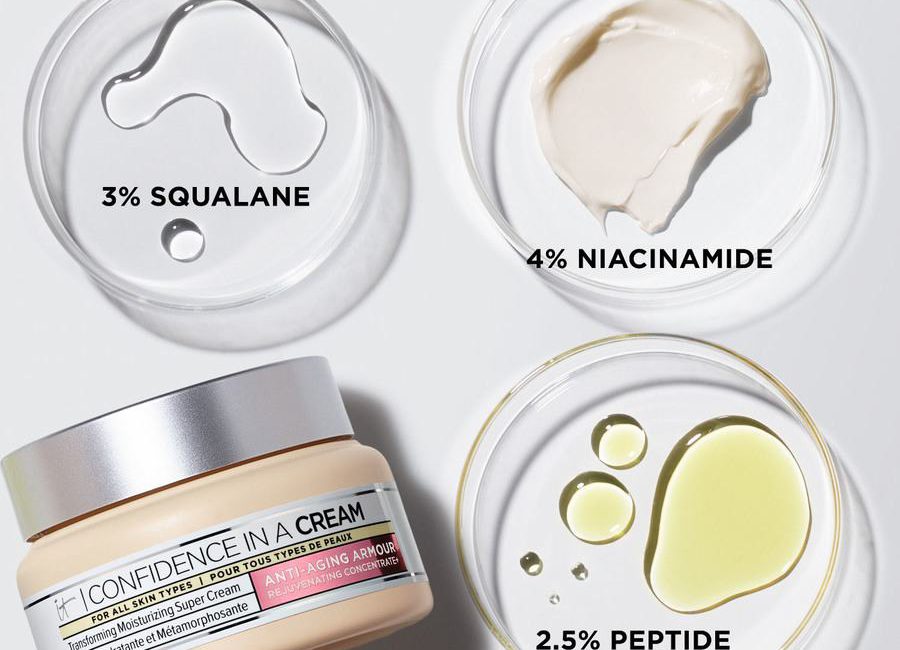 3% SQUALANE
4% NIACINAMIDE
it | CONFIDENCE IN A CREAM
FOR ALL SKIN TYPES | POUR TOUS TYPES DE PEAUX
Transforming Moisturizing Super Cream
et Métamorphosante
ANTI-AGING ARMOUR
REJUVENATING CONCENTRATE+
2.5% PEPTIDE